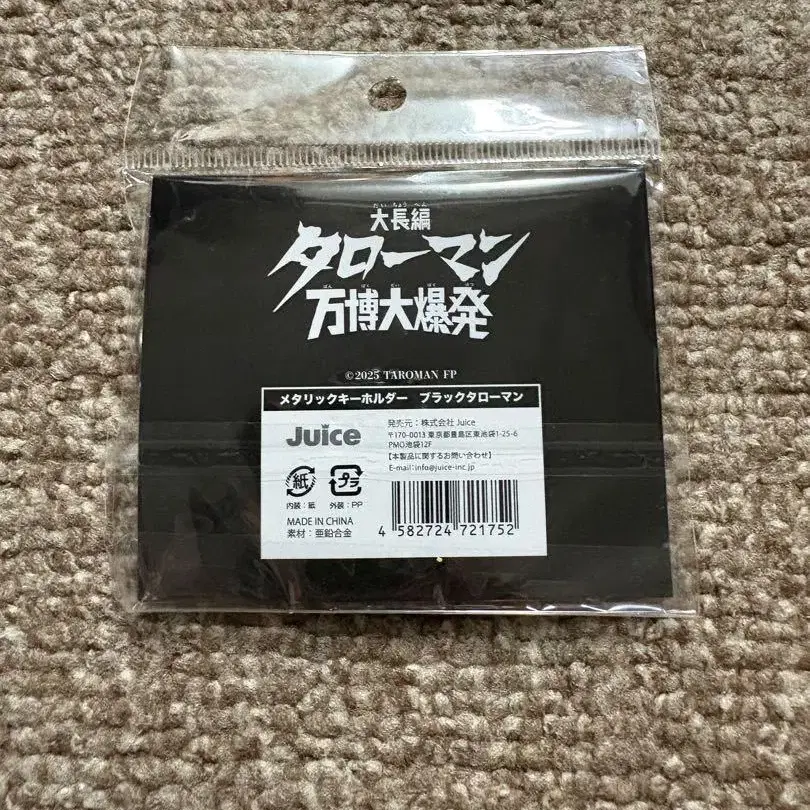 だいちょうへん
大長編
タローマン
ばんぱくだいばくはつ
万博大爆発
©2025 TAROMAN FP
メタリックキーホルダー ブラックタローマン
Juice
発売元：株式会社 Juice
〒170-0013 東京都豊島区東池袋1-25-6
PMO池袋12F
【本製品に関するお問い合わせ】
E-mail：info@juice-inc.jp
紙
プラ
内装：紙 外装：PP
MADE IN CHINA
素材：亜鉛合金
4 582724 721752